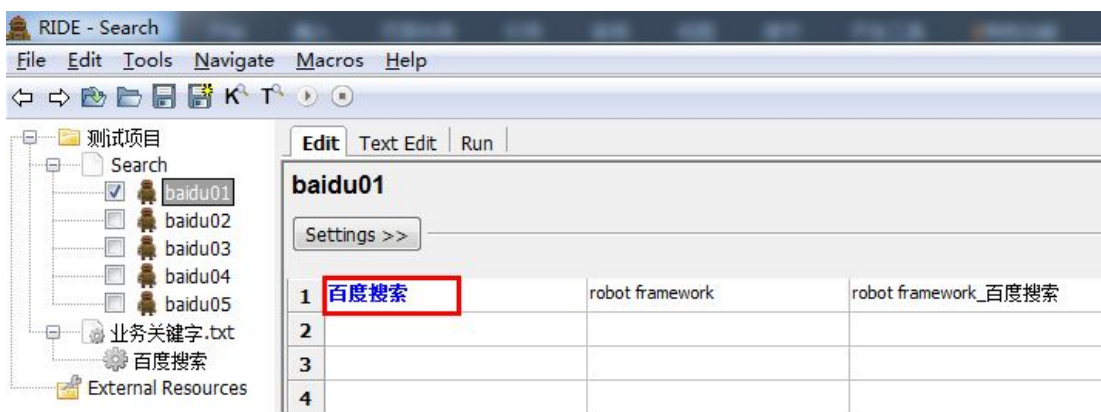 RIDE - Search
File Edit Tools Navigate Macros Help
测试项目
Search
baidu01
baidu02
baidu03
baidu04
baidu05
业务关键字.txt
百度搜索
External Resources
Edit Text Edit Run
baidu01
Settings >>
1 百度搜索 robot framework robot framework_百度搜索
2
3
4